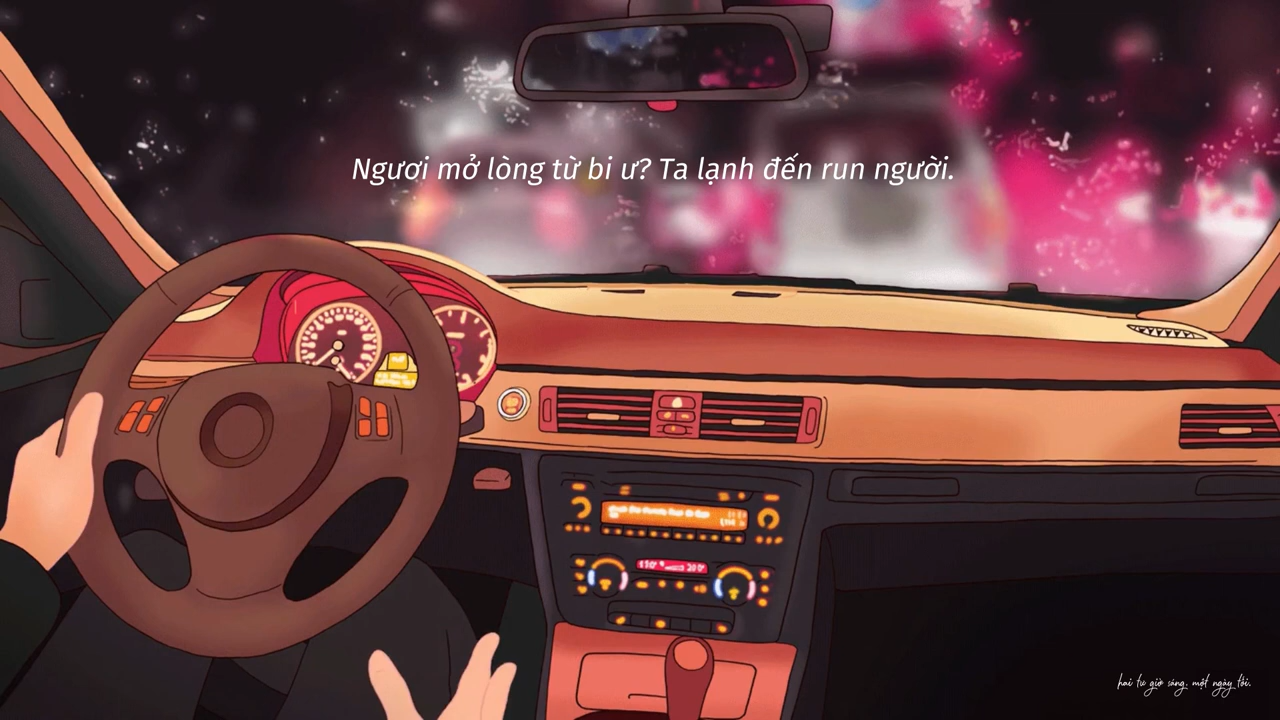 Ngươi mở lòng từ bi ư? Ta lạnh đến run người.
hai tư giờ sáng. một ngày tồi.